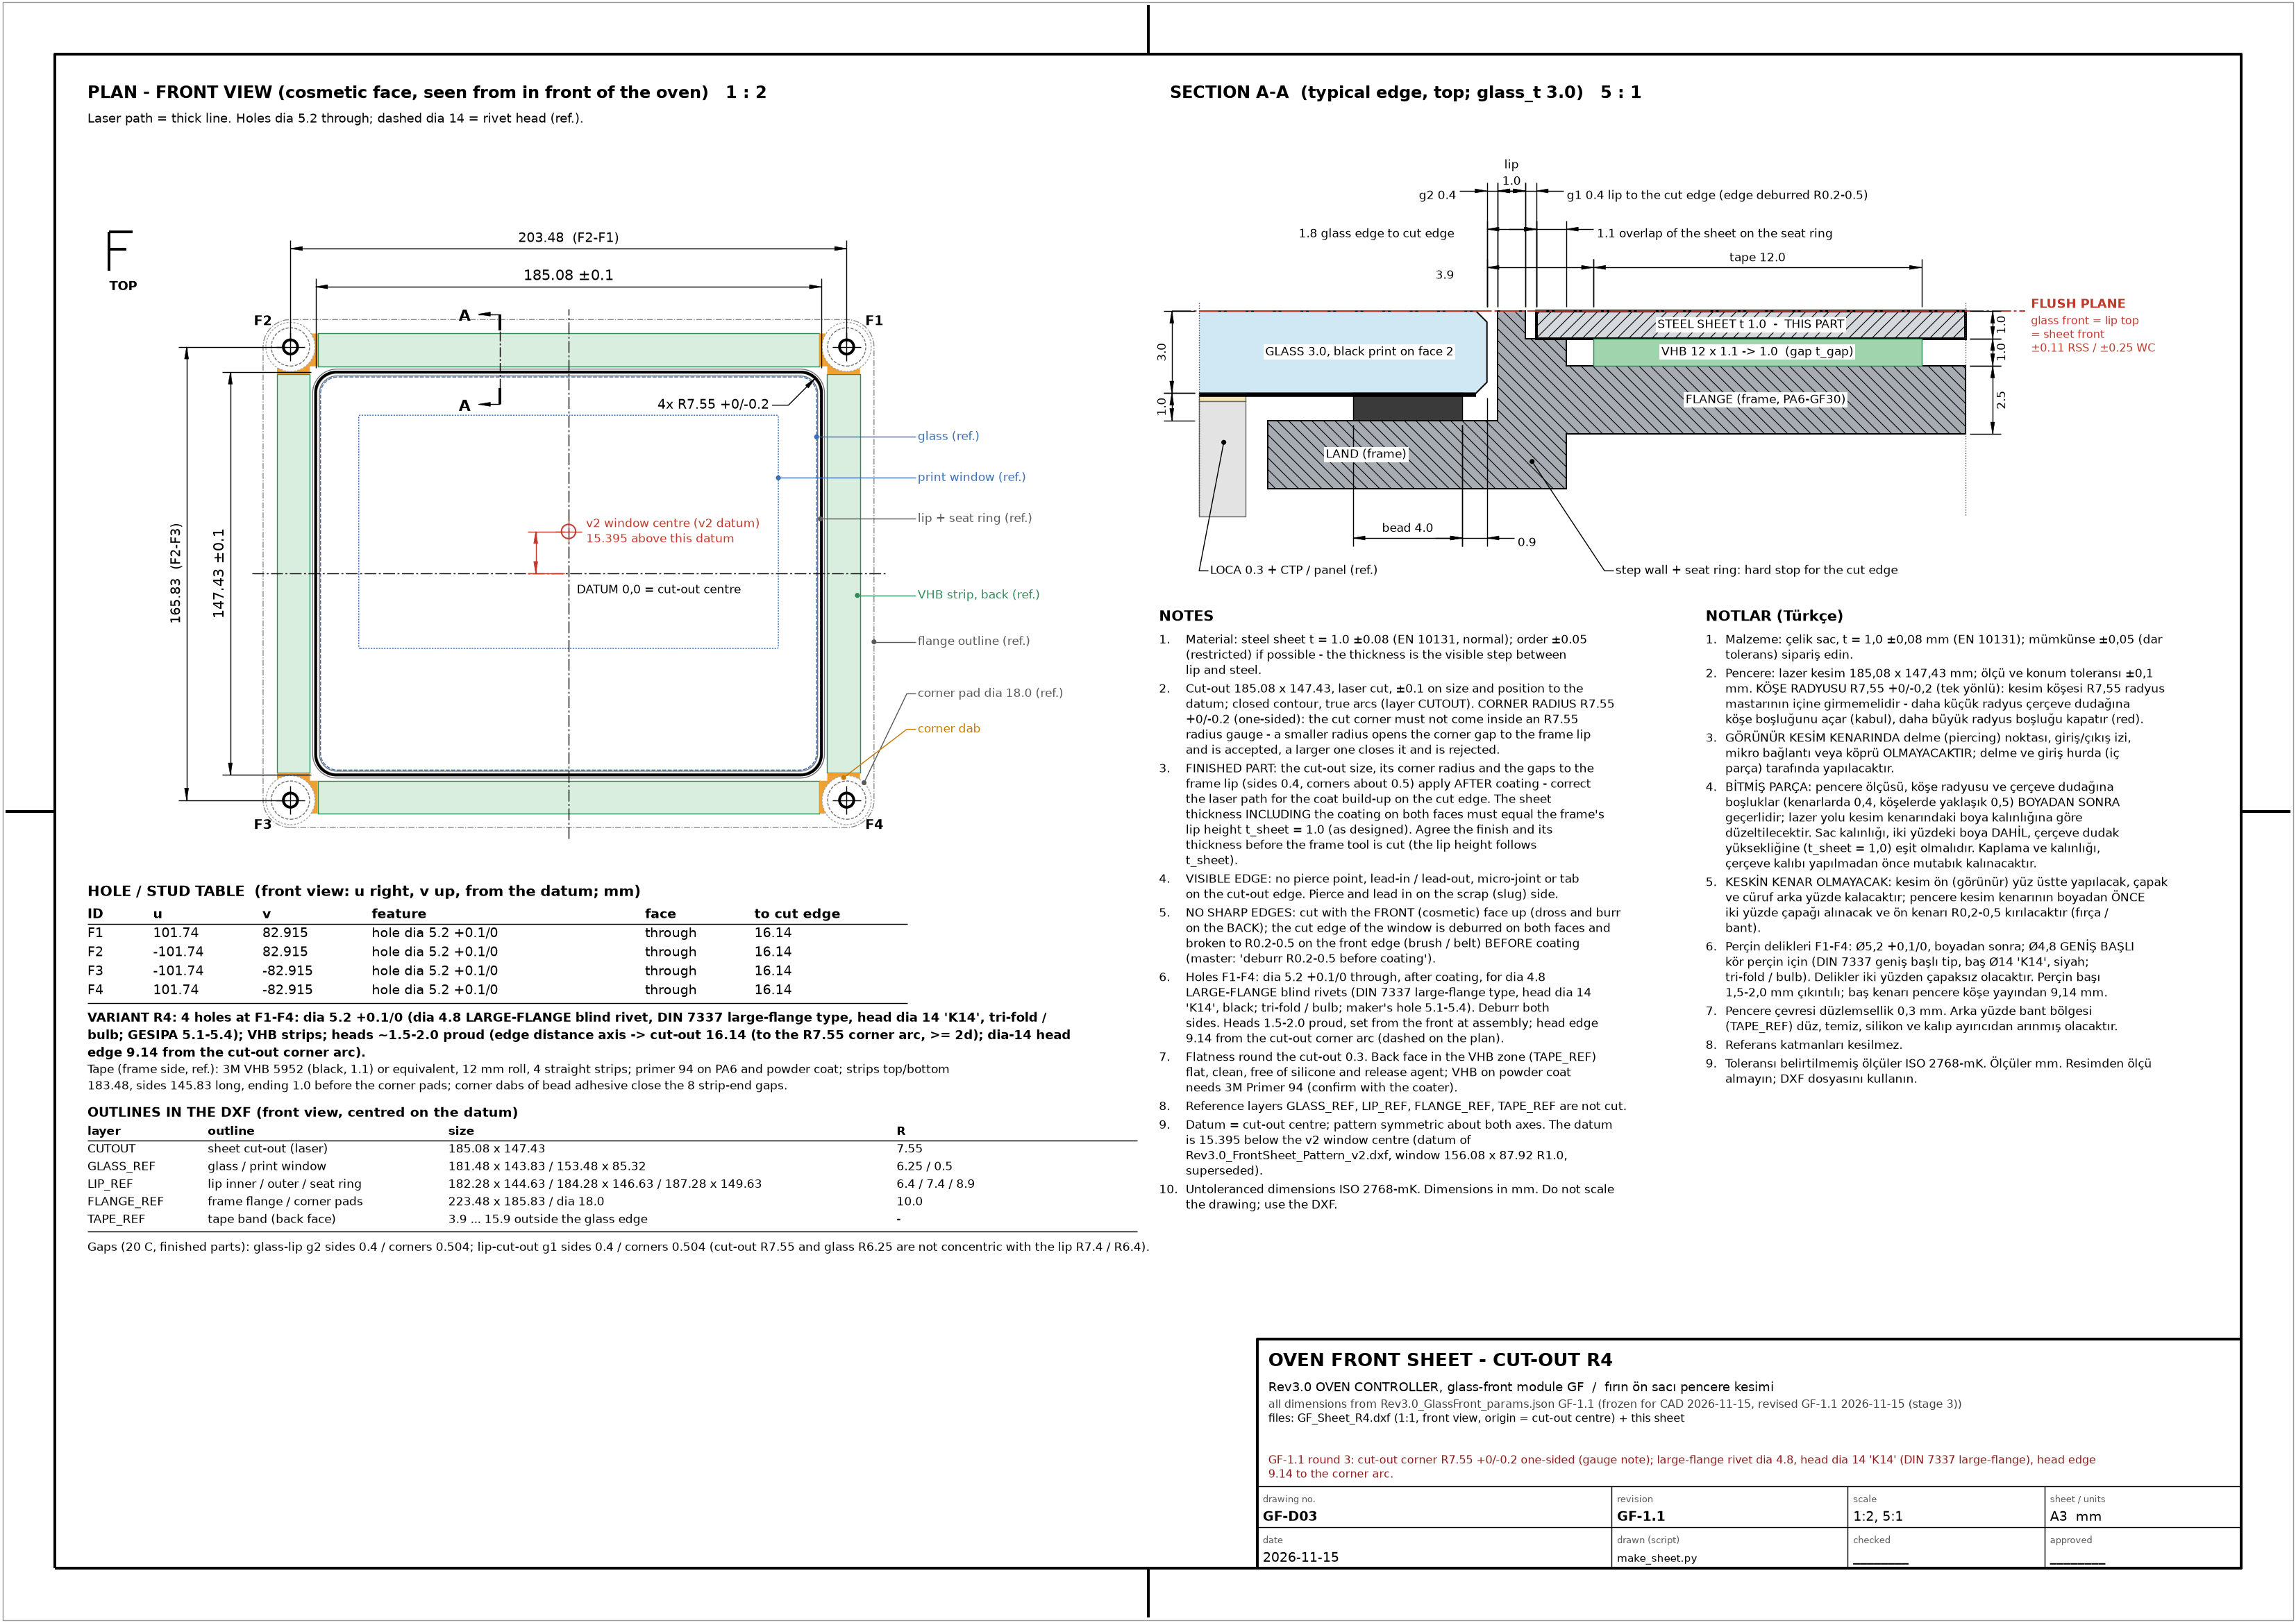 PLAN - FRONT VIEW (cosmetic face, seen from in front of the oven)   1 : 2
Laser path = thick line. Holes dia 5.2 through; dashed dia 14 = rivet head (ref.).
F
TOP
203.48  (F2-F1)
185.08 ±0.1
F2
A
F1
A
4x R7.55 +0/-0.2
glass (ref.)
print window (ref.)
lip + seat ring (ref.)
v2 window centre (v2 datum)
15.395 above this datum
165.83  (F2-F3)
147.43 ±0.1
DATUM 0,0 = cut-out centre
VHB strip, back (ref.)
flange outline (ref.)
corner pad dia 18.0 (ref.)
corner dab
F3
F4
SECTION A-A  (typical edge, top; glass_t 3.0)   5 : 1
lip
1.0
g2 0.4
g1 0.4 lip to the cut edge (edge deburred R0.2-0.5)
1.8 glass edge to cut edge
1.1 overlap of the sheet on the seat ring
tape 12.0
3.9
FLUSH PLANE
glass front = lip top
= sheet front
±0.11 RSS / ±0.25 WC
STEEL SHEET t 1.0  -  THIS PART
1.0
GLASS 3.0, black print on face 2
VHB 12 x 1.1 -> 1.0  (gap t_gap)
1.0
3.0
1.0
FLANGE (frame, PA6-GF30)
2.5
LAND (frame)
bead 4.0
0.9
LOCA 0.3 + CTP / panel (ref.)
step wall + seat ring: hard stop for the cut edge
HOLE / STUD TABLE  (front view: u right, v up, from the datum; mm)
ID u v feature face to cut edge
F1 101.74 82.915 hole dia 5.2 +0.1/0 through 16.14
F2 -101.74 82.915 hole dia 5.2 +0.1/0 through 16.14
F3 -101.74 -82.915 hole dia 5.2 +0.1/0 through 16.14
F4 101.74 -82.915 hole dia 5.2 +0.1/0 through 16.14
VARIANT R4: 4 holes at F1-F4: dia 5.2 +0.1/0 (dia 4.8 LARGE-FLANGE blind rivet, DIN 7337 large-flange type, head dia 14 'K14', tri-fold /
bulb; GESIPA 5.1-5.4); VHB strips; heads ~1.5-2.0 proud (edge distance axis -> cut-out 16.14 (to the R7.55 corner arc, >= 2d); dia-14 head
edge 9.14 from the cut-out corner arc).
Tape (frame side, ref.): 3M VHB 5952 (black, 1.1) or equivalent, 12 mm roll, 4 straight strips; primer 94 on PA6 and powder coat; strips top/bottom
183.48, sides 145.83 long, ending 1.0 before the corner pads; corner dabs of bead adhesive close the 8 strip-end gaps.
OUTLINES IN THE DXF (front view, centred on the datum)
layer outline size R
CUTOUT sheet cut-out (laser) 185.08 x 147.43 7.55
GLASS_REF glass / print window 181.48 x 143.83 / 153.48 x 85.32 6.25 / 0.5
LIP_REF lip inner / outer / seat ring 182.28 x 144.63 / 184.28 x 146.63 / 187.28 x 149.63 6.4 / 7.4 / 8.9
FLANGE_REF frame flange / corner pads 223.48 x 185.83 / dia 18.0 10.0
TAPE_REF tape band (back face) 3.9 ... 15.9 outside the glass edge -
Gaps (20 C, finished parts): glass-lip g2 sides 0.4 / corners 0.504; lip-cut-out g1 sides 0.4 / corners 0.504 (cut-out R7.55 and glass R6.25 are not concentric with the lip R7.4 / R6.4).
NOTES
1. Material: steel sheet t = 1.0 ±0.08 (EN 10131, normal); order ±0.05
(restricted) if possible - the thickness is the visible step between
lip and steel.
2. Cut-out 185.08 x 147.43, laser cut, ±0.1 on size and position to the
datum; closed contour, true arcs (layer CUTOUT). CORNER RADIUS R7.55
+0/-0.2 (one-sided): the cut corner must not come inside an R7.55
radius gauge - a smaller radius opens the corner gap to the frame lip
and is accepted, a larger one closes it and is rejected.
3. FINISHED PART: the cut-out size, its corner radius and the gaps to the
frame lip (sides 0.4, corners about 0.5) apply AFTER coating - correct
the laser path for the coat build-up on the cut edge. The sheet
thickness INCLUDING the coating on both faces must equal the frame's
lip height t_sheet = 1.0 (as designed). Agree the finish and its
thickness before the frame tool is cut (the lip height follows
t_sheet).
4. VISIBLE EDGE: no pierce point, lead-in / lead-out, micro-joint or tab
on the cut-out edge. Pierce and lead in on the scrap (slug) side.
5. NO SHARP EDGES: cut with the FRONT (cosmetic) face up (dross and burr
on the BACK); the cut edge of the window is deburred on both faces and
broken to R0.2-0.5 on the front edge (brush / belt) BEFORE coating
(master: 'deburr R0.2-0.5 before coating').
6. Holes F1-F4: dia 5.2 +0.1/0 through, after coating, for dia 4.8
LARGE-FLANGE blind rivets (DIN 7337 large-flange type, head dia 14
'K14', black; tri-fold / bulb; maker's hole 5.1-5.4). Deburr both
sides. Heads 1.5-2.0 proud, set from the front at assembly; head edge
9.14 from the cut-out corner arc (dashed on the plan).
7. Flatness round the cut-out 0.3. Back face in the VHB zone (TAPE_REF)
flat, clean, free of silicone and release agent; VHB on powder coat
needs 3M Primer 94 (confirm with the coater).
8. Reference layers GLASS_REF, LIP_REF, FLANGE_REF, TAPE_REF are not cut.
9. Datum = cut-out centre; pattern symmetric about both axes. The datum
is 15.395 below the v2 window centre (datum of
Rev3.0_FrontSheet_Pattern_v2.dxf, window 156.08 x 87.92 R1.0,
superseded).
10. Untoleranced dimensions ISO 2768-mK. Dimensions in mm. Do not scale
the drawing; use the DXF.
NOTLAR (Türkçe)
1. Malzeme: çelik sac, t = 1,0 ±0,08 mm (EN 10131); mümkünse ±0,05 (dar
tolerans) sipariş edin.
2. Pencere: lazer kesim 185,08 x 147,43 mm; ölçü ve konum toleransı ±0,1
mm. KÖŞE RADYUSU R7,55 +0/-0,2 (tek yönlü): kesim köşesi R7,55 radyus
mastarının içine girmemelidir - daha küçük radyus çerçeve dudağına
köşe boşluğunu açar (kabul), daha büyük radyus boşluğu kapatır (red).
3. GÖRÜNÜR KESİM KENARINDA delme (piercing) noktası, giriş/çıkış izi,
mikro bağlantı veya köprü OLMAYACAKTIR; delme ve giriş hurda (iç
parça) tarafında yapılacaktır.
4. BİTMİŞ PARÇA: pencere ölçüsü, köşe radyusu ve çerçeve dudağına
boşluklar (kenarlarda 0,4, köşelerde yaklaşık 0,5) BOYADAN SONRA
geçerlidir; lazer yolu kesim kenarındaki boya kalınlığına göre
düzeltilecektir. Sac kalınlığı, iki yüzdeki boya DAHİL, çerçeve dudak
yüksekliğine (t_sheet = 1,0) eşit olmalıdır. Kaplama ve kalınlığı,
çerçeve kalıbı yapılmadan önce mutabık kalınacaktır.
5. KESKİN KENAR OLMAYACAK: kesim ön (görünür) yüz üstte yapılacak, çapak
ve cüruf arka yüzde kalacaktır; pencere kesim kenarının boyadan ÖNCE
iki yüzde çapağı alınacak ve ön kenarı R0,2-0,5 kırılacaktır (fırça /
bant).
6. Perçin delikleri F1-F4: Ø5,2 +0,1/0, boyadan sonra; Ø4,8 GENİŞ BAŞLI
kör perçin için (DIN 7337 geniş başlı tip, baş Ø14 'K14', siyah;
tri-fold / bulb). Delikler iki yüzden çapaksız olacaktır. Perçin başı
1,5-2,0 mm çıkıntılı; baş kenarı pencere köşe yayından 9,14 mm.
7. Pencere çevresi düzlemsellik 0,3 mm. Arka yüzde bant bölgesi
(TAPE_REF) düz, temiz, silikon ve kalıp ayırıcıdan arınmış olacaktır.
8. Referans katmanları kesilmez.
9. Toleransı belirtilmemiş ölçüler ISO 2768-mK. Ölçüler mm. Resimden ölçü
almayın; DXF dosyasını kullanın.
OVEN FRONT SHEET - CUT-OUT R4
Rev3.0 OVEN CONTROLLER, glass-front module GF  /  fırın ön sacı pencere kesimi
all dimensions from Rev3.0_GlassFront_params.json GF-1.1 (frozen for CAD 2026-11-15, revised GF-1.1 2026-11-15 (stage 3))
files: GF_Sheet_R4.dxf (1:1, front view, origin = cut-out centre) + this sheet
GF-1.1 round 3: cut-out corner R7.55 +0/-0.2 one-sided (gauge note); large-flange rivet dia 4.8, head dia 14 'K14' (DIN 7337 large-flange), head edge
9.14 to the corner arc.
drawing no. revision scale sheet / units
GF-D03 GF-1.1 1:2, 5:1 A3  mm
date drawn (script) checked approved
2026-11-15 make_sheet.py ________ ________